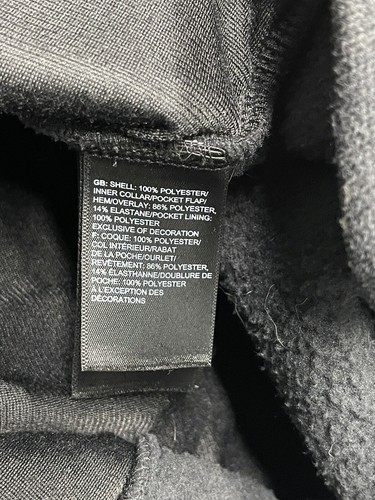 GB: SHELL: 100% POLYESTER/
INNER COLLAR/POCKET FLAP/
HEM/OVERLAY: 86% POLYESTER,
14% ELASTANE/POCKET LINING:
100% POLYESTER
EXCLUSIVE OF DECORATION
F: COQUE: 100% POLYESTER/
COL INTÉRIEUR/RABAT
DE LA POCHE/OURLET/
REVÊTEMENT: 86% POLYESTER,
14% ÉLASTHANNE/DOUBLURE DE
POCHE: 100% POLYESTER
À L'EXCEPTION DES
DÉCORATIONS